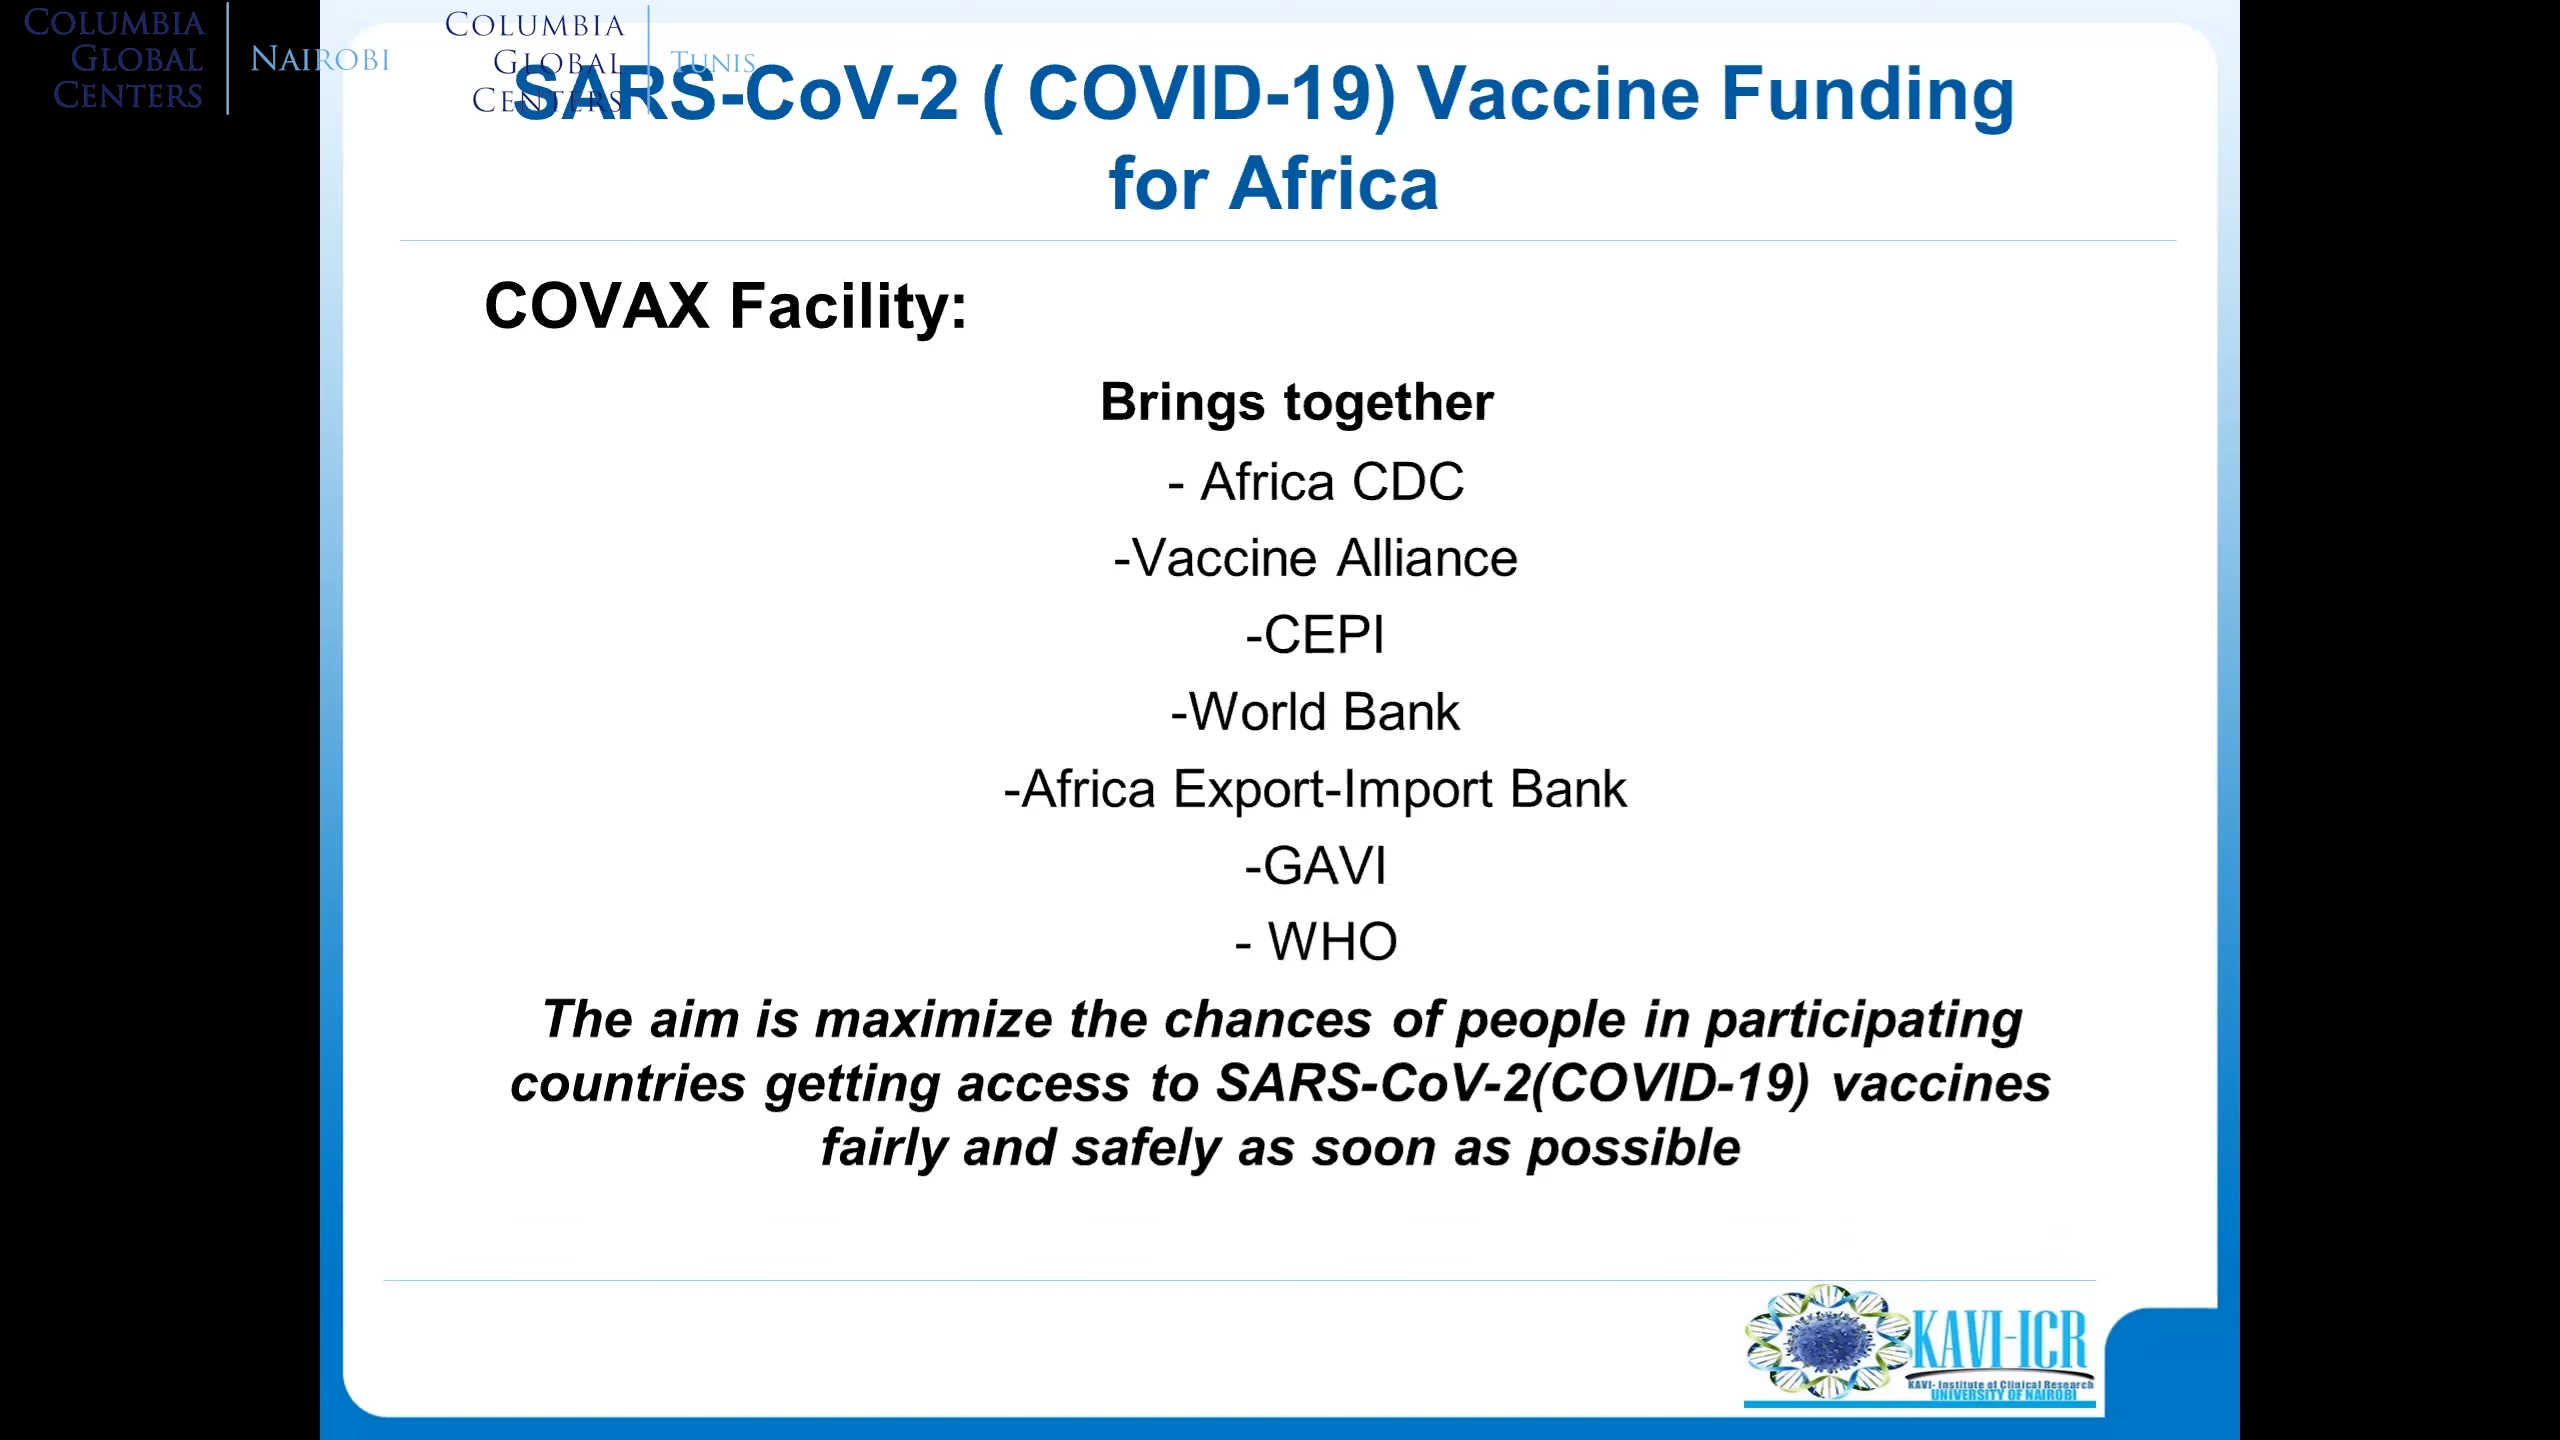 COLUMBIA
GLOBAL
CENTERS
NAIROBI
COLUMBIA
GLOBAL
CENTERS
TUNIS
SARS-CoV-2 ( COVID-19) Vaccine Funding
for Africa
COVAX Facility:
Brings together
- Africa CDC
-Vaccine Alliance
-CEPI
-World Bank
-Africa Export-Import Bank
-GAVI
- WHO
The aim is maximize the chances of people in participating
countries getting access to SARS-CoV-2(COVID-19) vaccines
fairly and safely as soon as possible
KAVI-ICR
KAVI- Institute of Clinical Research
UNIVERSITY OF NAIROBI